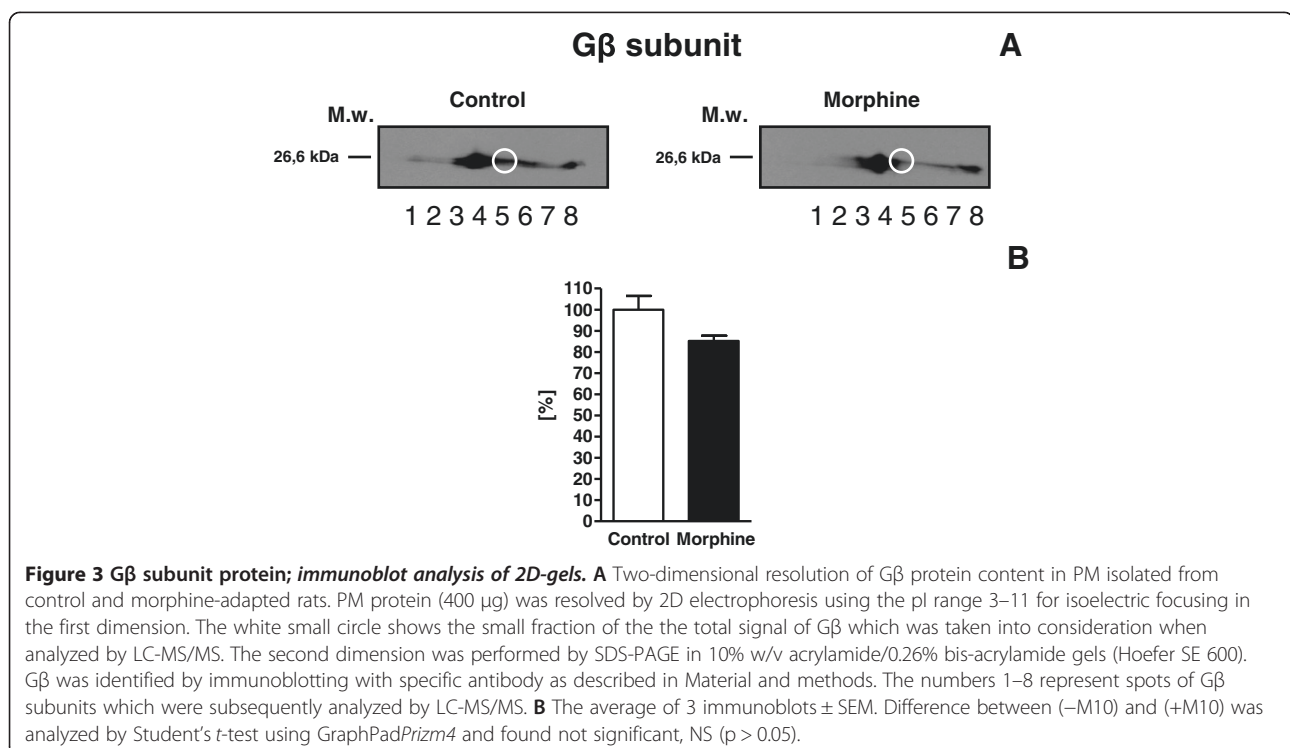 Gβ subunit A
Control Morphine
M.w. M.w.
26,6 kDa 26,6 kDa
1 2 3 4 5 6 7 8 1 2 3 4 5 6 7 8
B
110
100
90
80
70
60
50
40
30
20
10
0
[%]
Control Morphine
Figure 3 Gβ subunit protein; immunoblot analysis of 2D-gels. A Two-dimensional resolution of Gβ protein content in PM isolated from
control and morphine-adapted rats. PM protein (400 μg) was resolved by 2D electrophoresis using the pI range 3–11 for isoelectric focusing in
the first dimension. The white small circle shows the small fraction of the the total signal of Gβ which was taken into consideration when
analyzed by LC-MS/MS. The second dimension was performed by SDS-PAGE in 10% w/v acrylamide/0.26% bis-acrylamide gels (Hoefer SE 600).
Gβ was identified by immunoblotting with specific antibody as described in Material and methods. The numbers 1–8 represent spots of Gβ
subunits which were subsequently analyzed by LC-MS/MS. B The average of 3 immunoblots ± SEM. Difference between (−M10) and (+M10) was
analyzed by Student's t-test using GraphPadPrizm4 and found not significant, NS (p > 0.05).